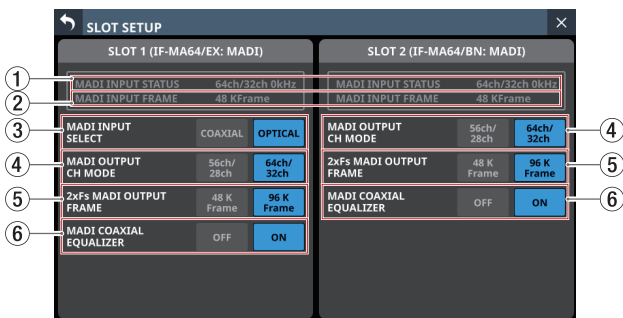 SLOT SETUP
SLOT 1 (IF-MA64/EX: MADI)
MADI INPUT STATUS 64ch/32ch 0kHz
MADI INPUT FRAME 48 KFrame
MADI INPUT SELECT COAXIAL OPTICAL
MADI OUTPUT CH MODE 56ch/28ch 64ch/32ch
2xFs MADI OUTPUT FRAME 48 K Frame 96 K Frame
MADI COAXIAL EQUALIZER OFF ON
SLOT 2 (IF-MA64/BN: MADI)
MADI INPUT STATUS 64ch/32ch 0kHz
MADI INPUT FRAME 48 KFrame
MADI OUTPUT CH MODE 56ch/28ch 64ch/32ch
2xFs MADI OUTPUT FRAME 48 K Frame 96 K Frame
MADI COAXIAL EQUALIZER OFF ON
1
2
3
4
5
6
4
5
6